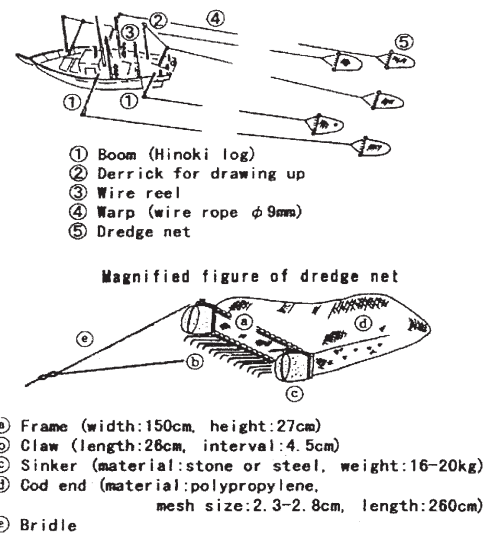 ④
②
③
⑤
①
①
① Boom (Hinoki log)
② Derrick for drawing up
③ Wire reel
④ Warp (wire rope φ9mm)
⑤ Dredge net
Magnified figure of dredge net
ⓐ
ⓓ
ⓔ
ⓑ
ⓒ
ⓐ Frame (width:150cm, height:27cm)
ⓑ Claw (length:26cm, interval:4.5cm)
ⓒ Sinker (material:stone or steel, weight:16-20kg)
ⓓ Cod end (material:polypropylene,
mesh size:2.3-2.8cm, length:260cm)
ⓔ Bridle